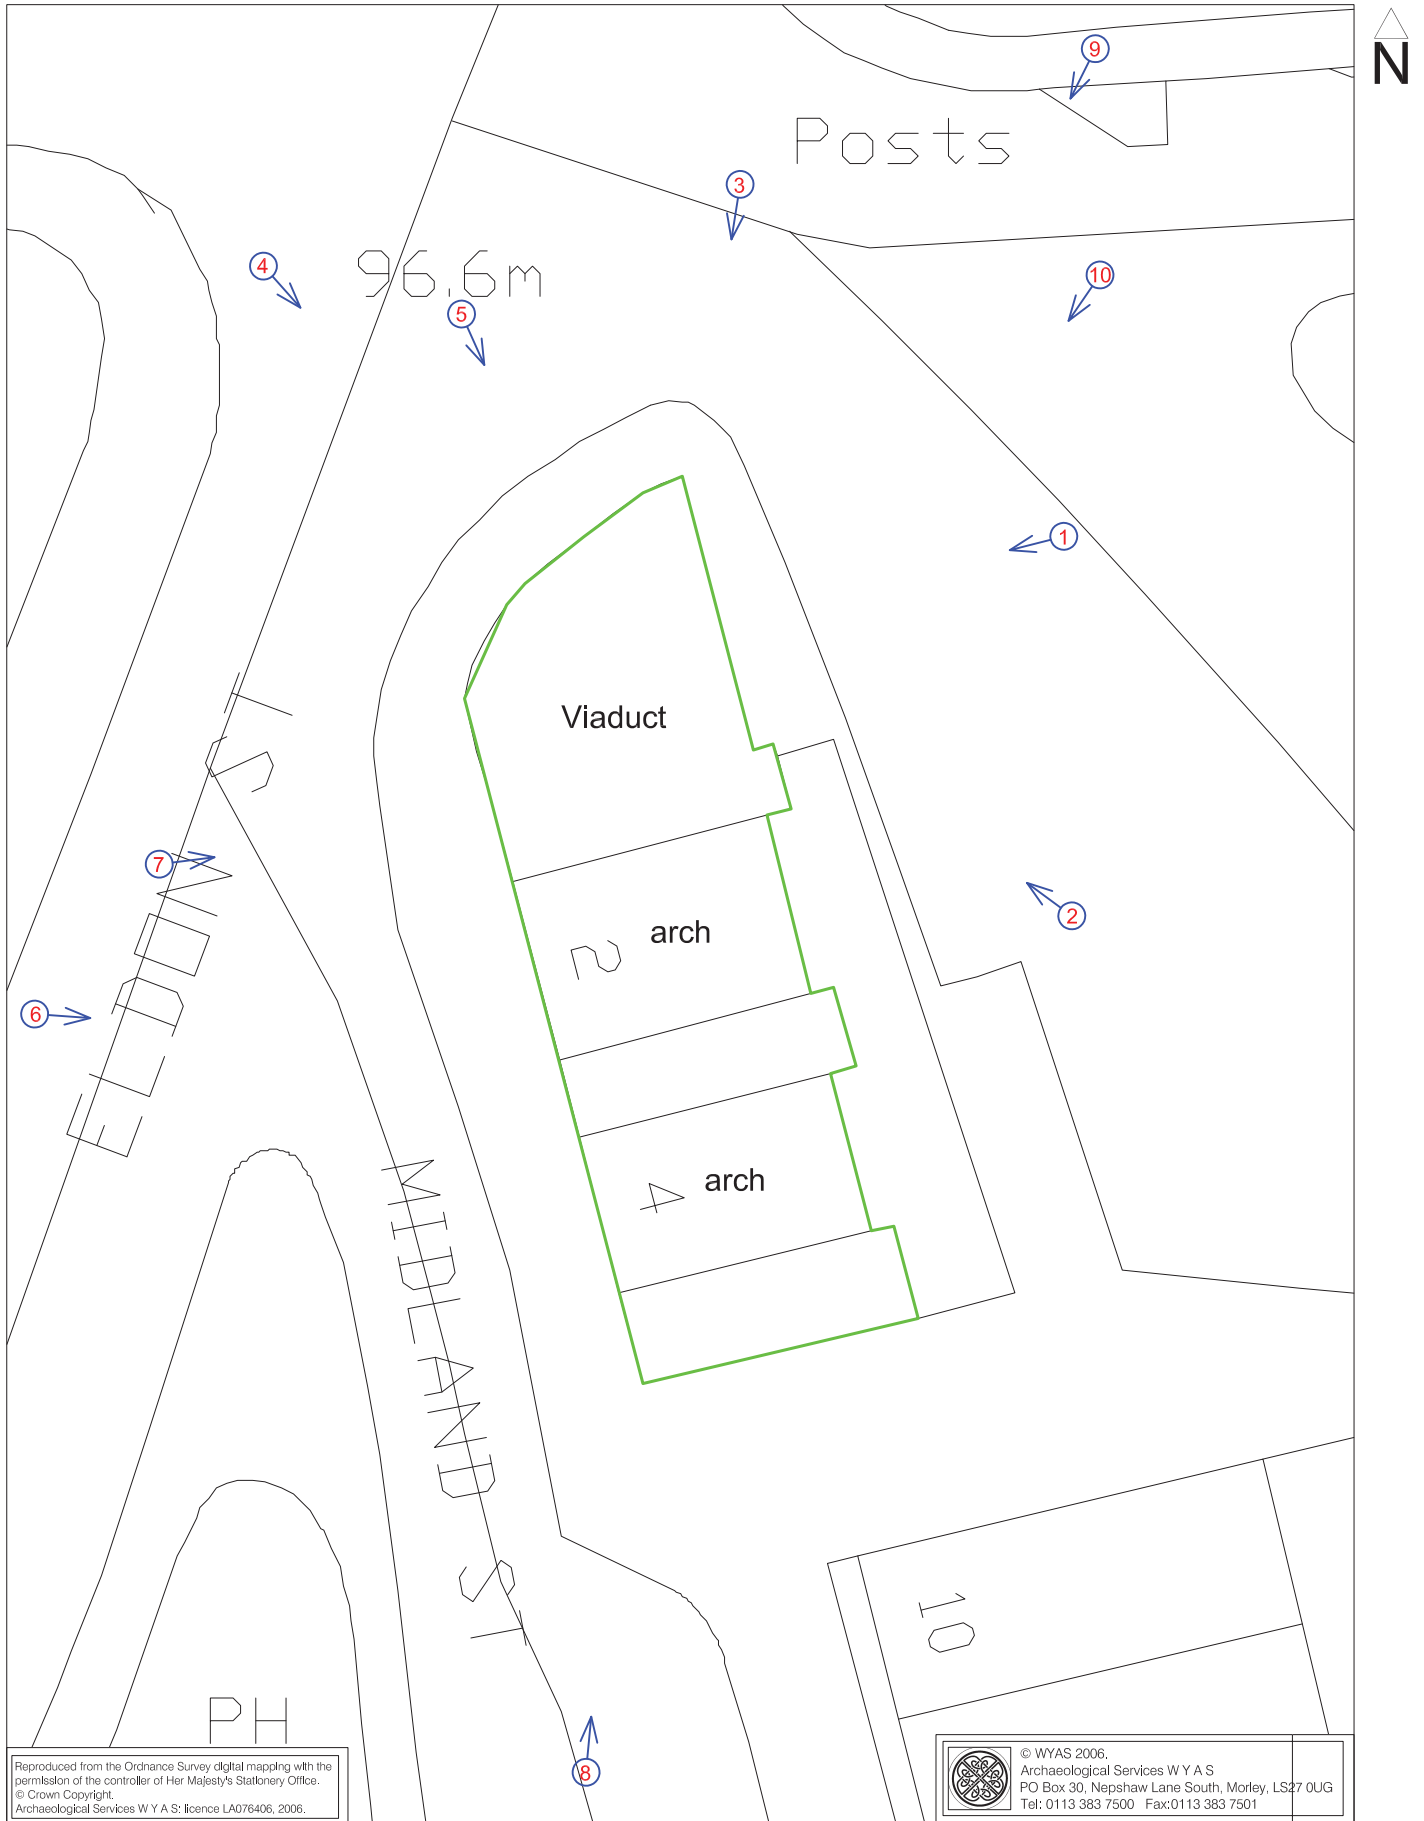 N
9
Posts
3
4
96.6m
10
5
1
Viaduct
ELDON ST
7
2
arch
2
6
arch
4
MIDLAND ST
10
PH
8
Reproduced from the Ordnance Survey digital mapping with the
permission of the controller of Her Majesty's Stationery Office.
© Crown Copyright.
Archaeological Services W Y A S: licence LA076406, 2006.
© WYAS 2006.
Archaeological Services W Y A S
PO Box 30, Nepshaw Lane South, Morley, LS27 0UG
Tel: 0113 383 7500 Fax:0113 383 7501